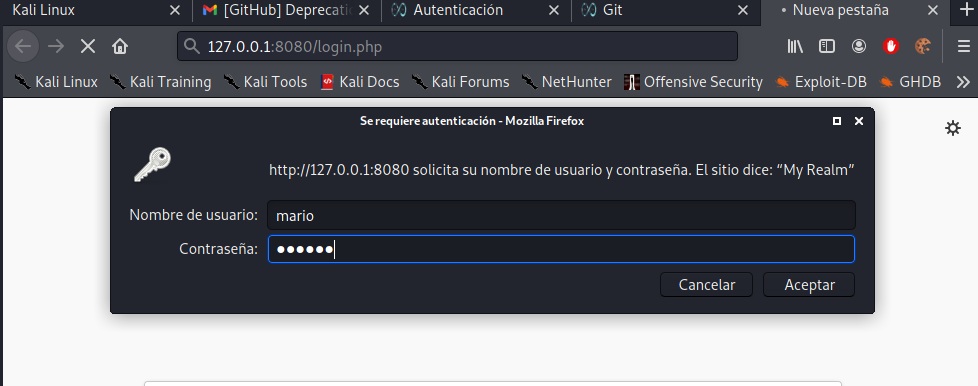 Kali Linux [GitHub] Deprecati Autenticación Git Nueva pestaña
127.0.0.1:8080/login.php
Kali Linux Kali Training Kali Tools Kali Docs Kali Forums NetHunter Offensive Security Exploit-DB GHDB
Se requiere autenticación - Mozilla Firefox
http://127.0.0.1:8080 solicita su nombre de usuario y contraseña. El sitio dice: “My Realm”
Nombre de usuario: mario
Contraseña: ●●●●●●
Cancelar Aceptar